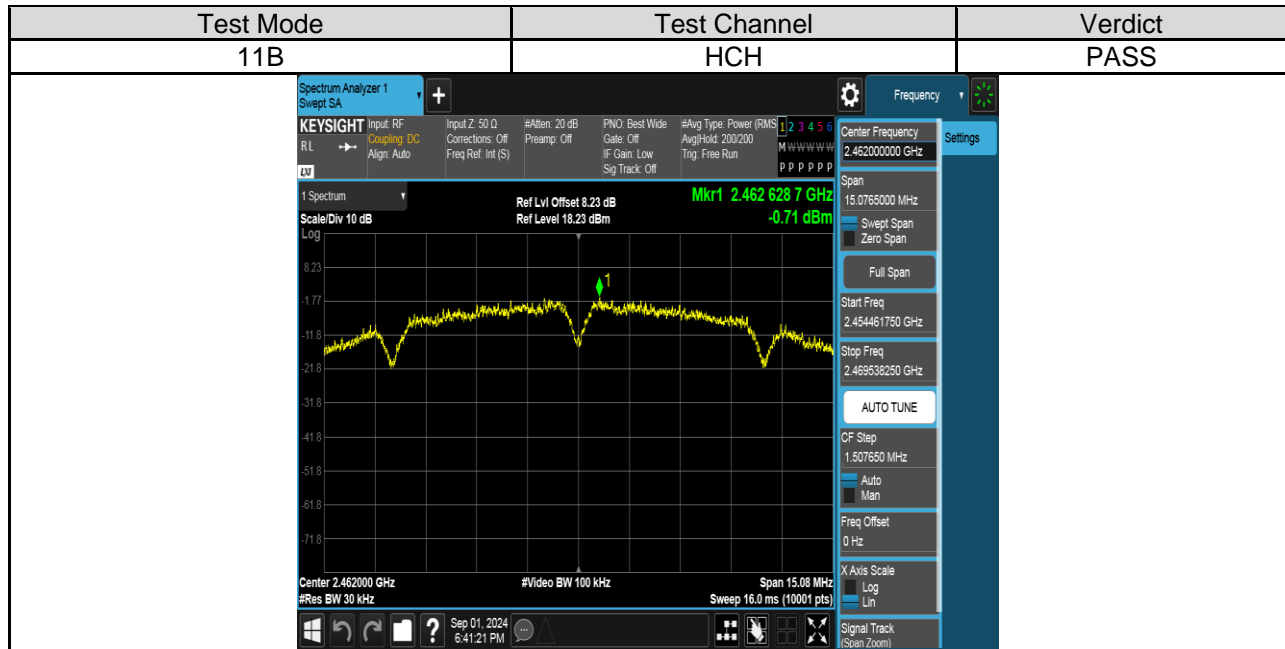 Test Mode Test Channel Verdict
11B HCH PASS
Spectrum Analyzer 1
Swept SA
Frequency
KEYSIGHT
RL
LXI
Input: RF
Coupling: DC
Align: Auto
Input Z: 50 Ω
Corrections: Off
Freq Ref: Int (S)
#Atten: 20 dB
Preamp: Off
PNO: Best Wide
Gate: Off
IF Gain: Low
Sig Track: Off
#Avg Type: Power (RMS
Avg|Hold: 200/200
Trig: Free Run
1 2 3 4 5 6
M W W W W W
P P P P P P
1 Spectrum
Scale/Div 10 dB
Log
Ref Lvl Offset 8.23 dB
Ref Level 18.23 dBm
Mkr1 2.462 628 7 GHz
-0.71 dBm
1
8.23
-1.77
-11.8
-21.8
-31.8
-41.8
-51.8
-61.8
-71.8
Center 2.462000 GHz
#Res BW 30 kHz
#Video BW 100 kHz
Span 15.08 MHz
Sweep 16.0 ms (10001 pts)
Sep 01, 2024
6:41:21 PM
?
Center Frequency
2.462000000 GHz
Settings
Span
15.0765000 MHz
Swept Span
Zero Span
Full Span
Start Freq
2.454461750 GHz
Stop Freq
2.469538250 GHz
AUTO TUNE
CF Step
1.507650 MHz
Auto
Man
Freq Offset
0 Hz
X Axis Scale
Log
Lin
Signal Track
(Span Zoom)